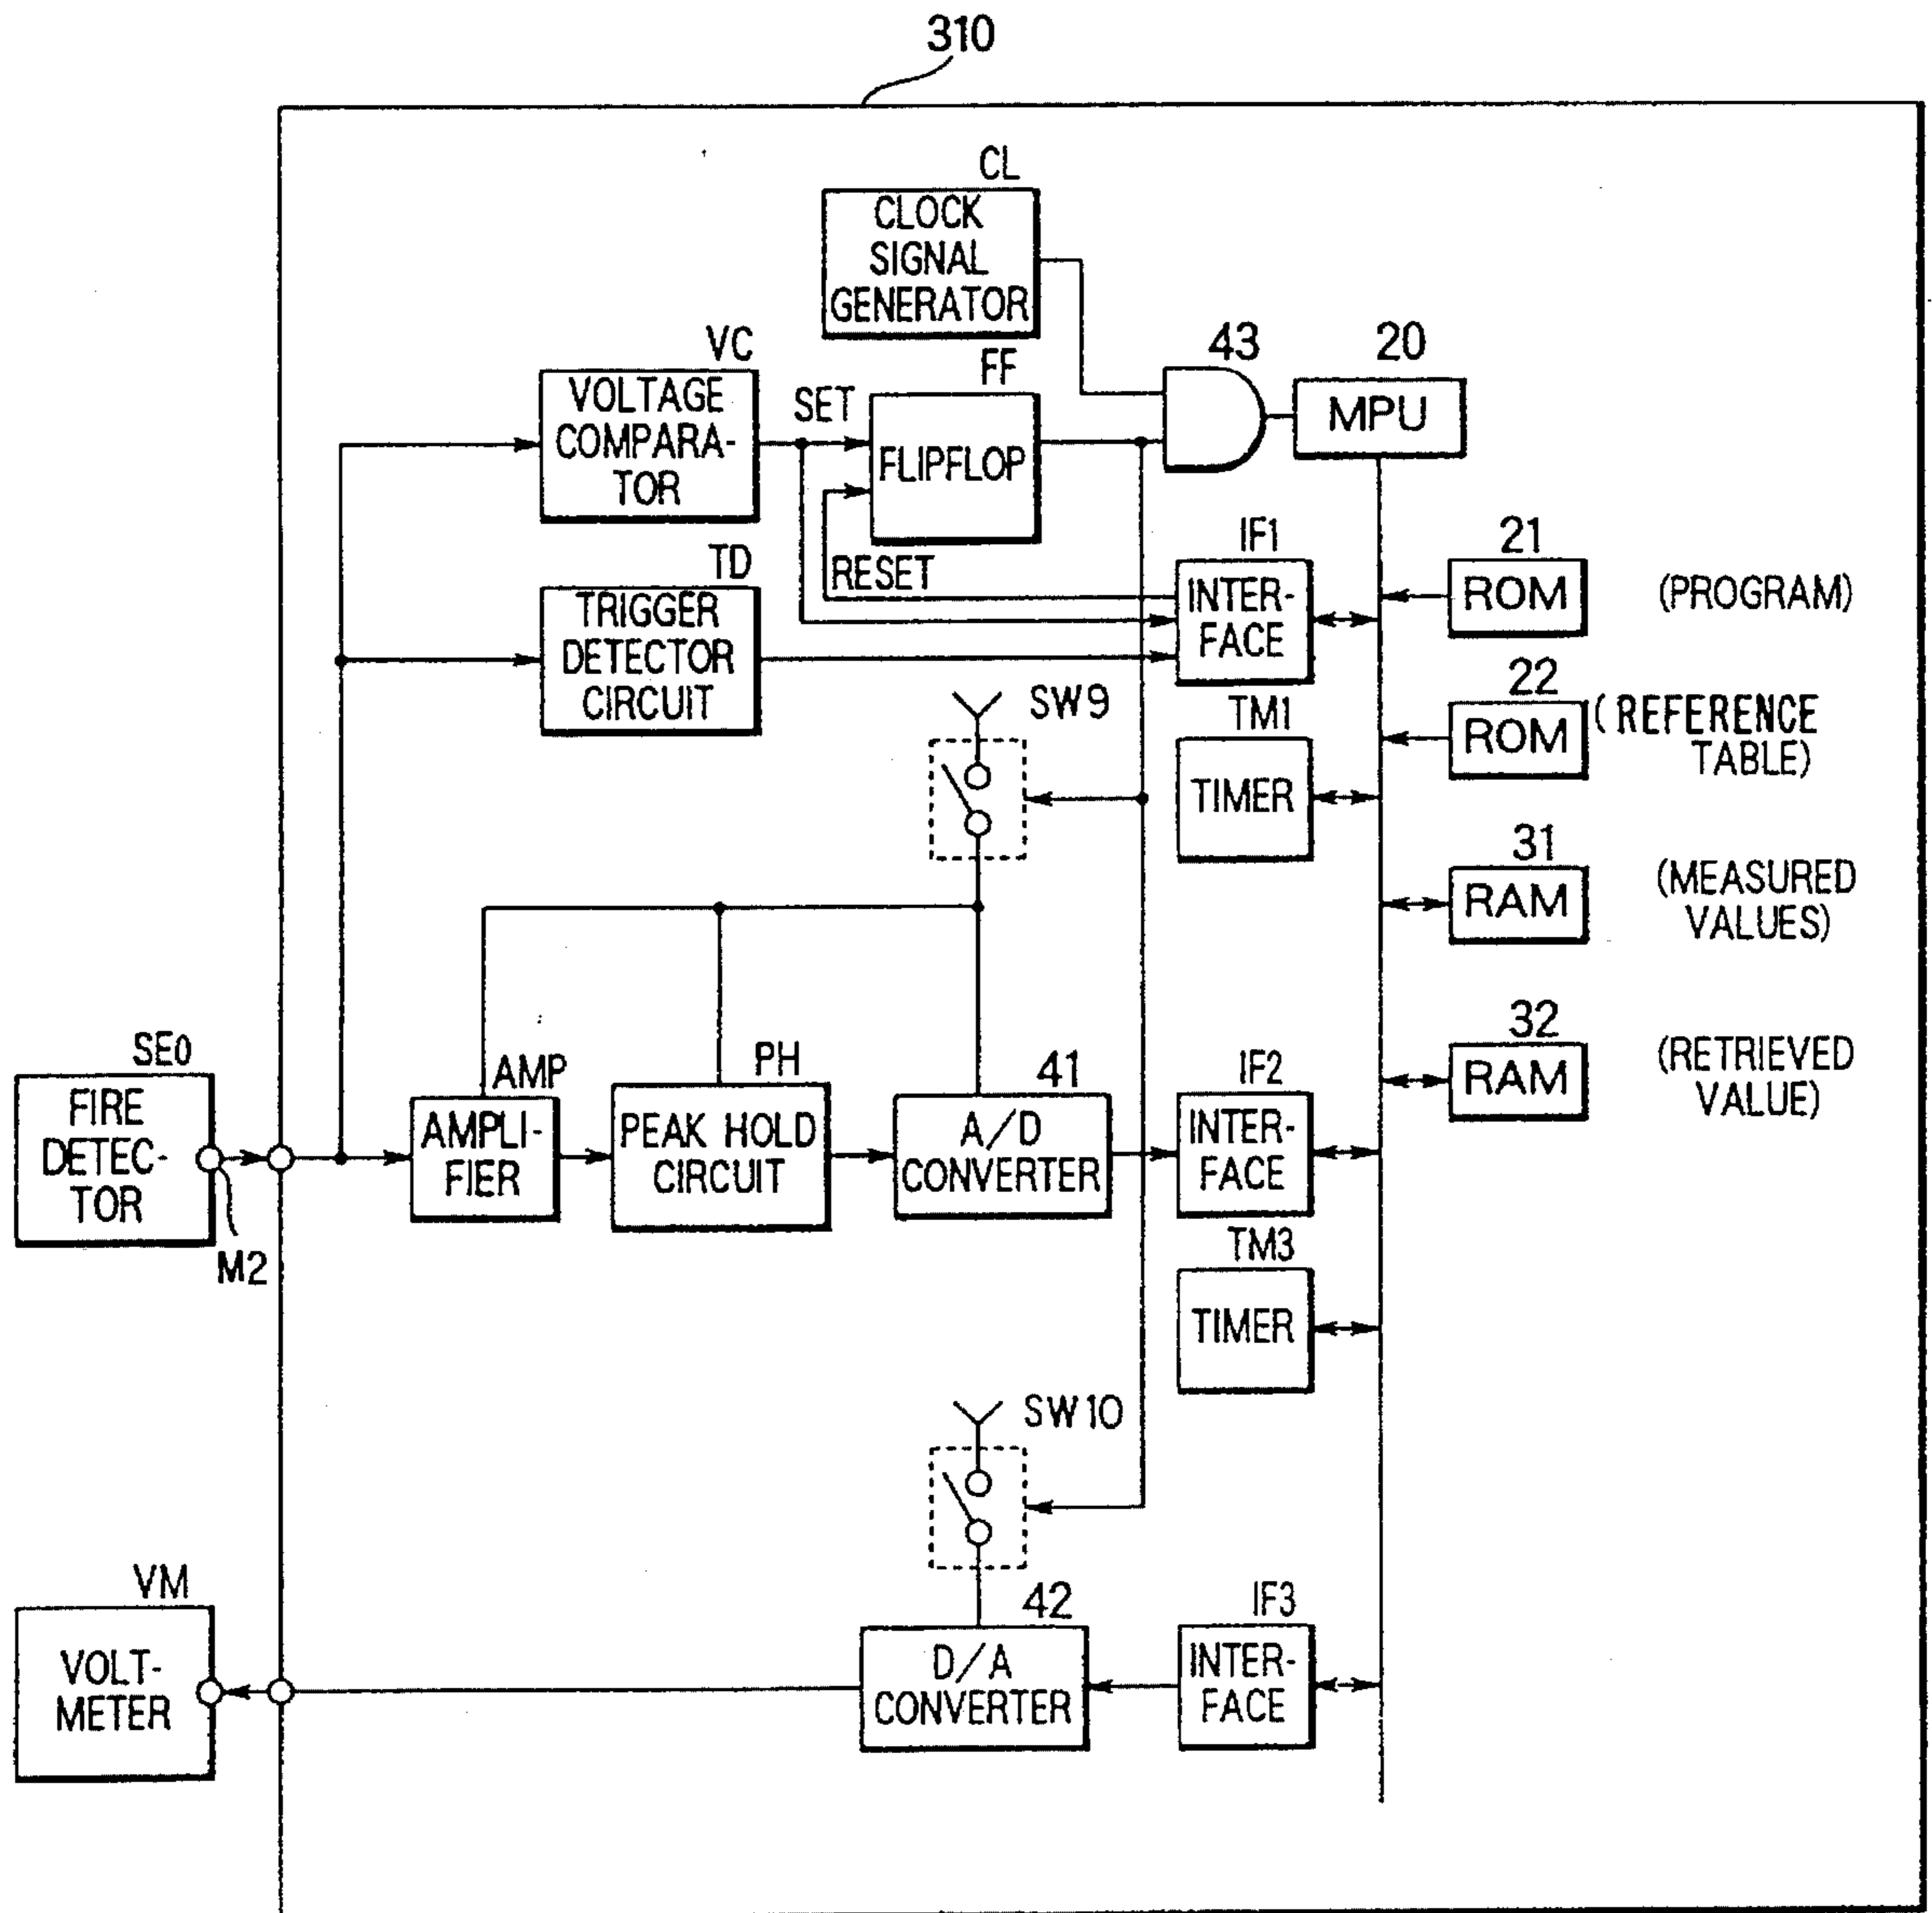 310
CL
CLOCK
SIGNAL
GENERATOR
VC
VOLTAGE
COMPARA-
TOR
SET
FF
FLIPFLOP
RESET
43
20
MPU
TD
TRIGGER
DETECTOR
CIRCUIT
IF1
INTER-
FACE
21
ROM
(PROGRAM)
22
ROM
(REFERENCE
TABLE)
SW9
TM1
TIMER
31
RAM
(MEASURED
VALUES)
32
RAM
(RETRIEVED
VALUE)
SE0
FIRE
DETEC-
TOR
M2
AMP
AMPLI-
FIER
PH
PEAK HOLD
CIRCUIT
41
A/D
CONVERTER
IF2
INTER-
FACE
TM3
TIMER
SW10
VM
VOLT-
METER
42
D/A
CONVERTER
IF3
INTER-
FACE